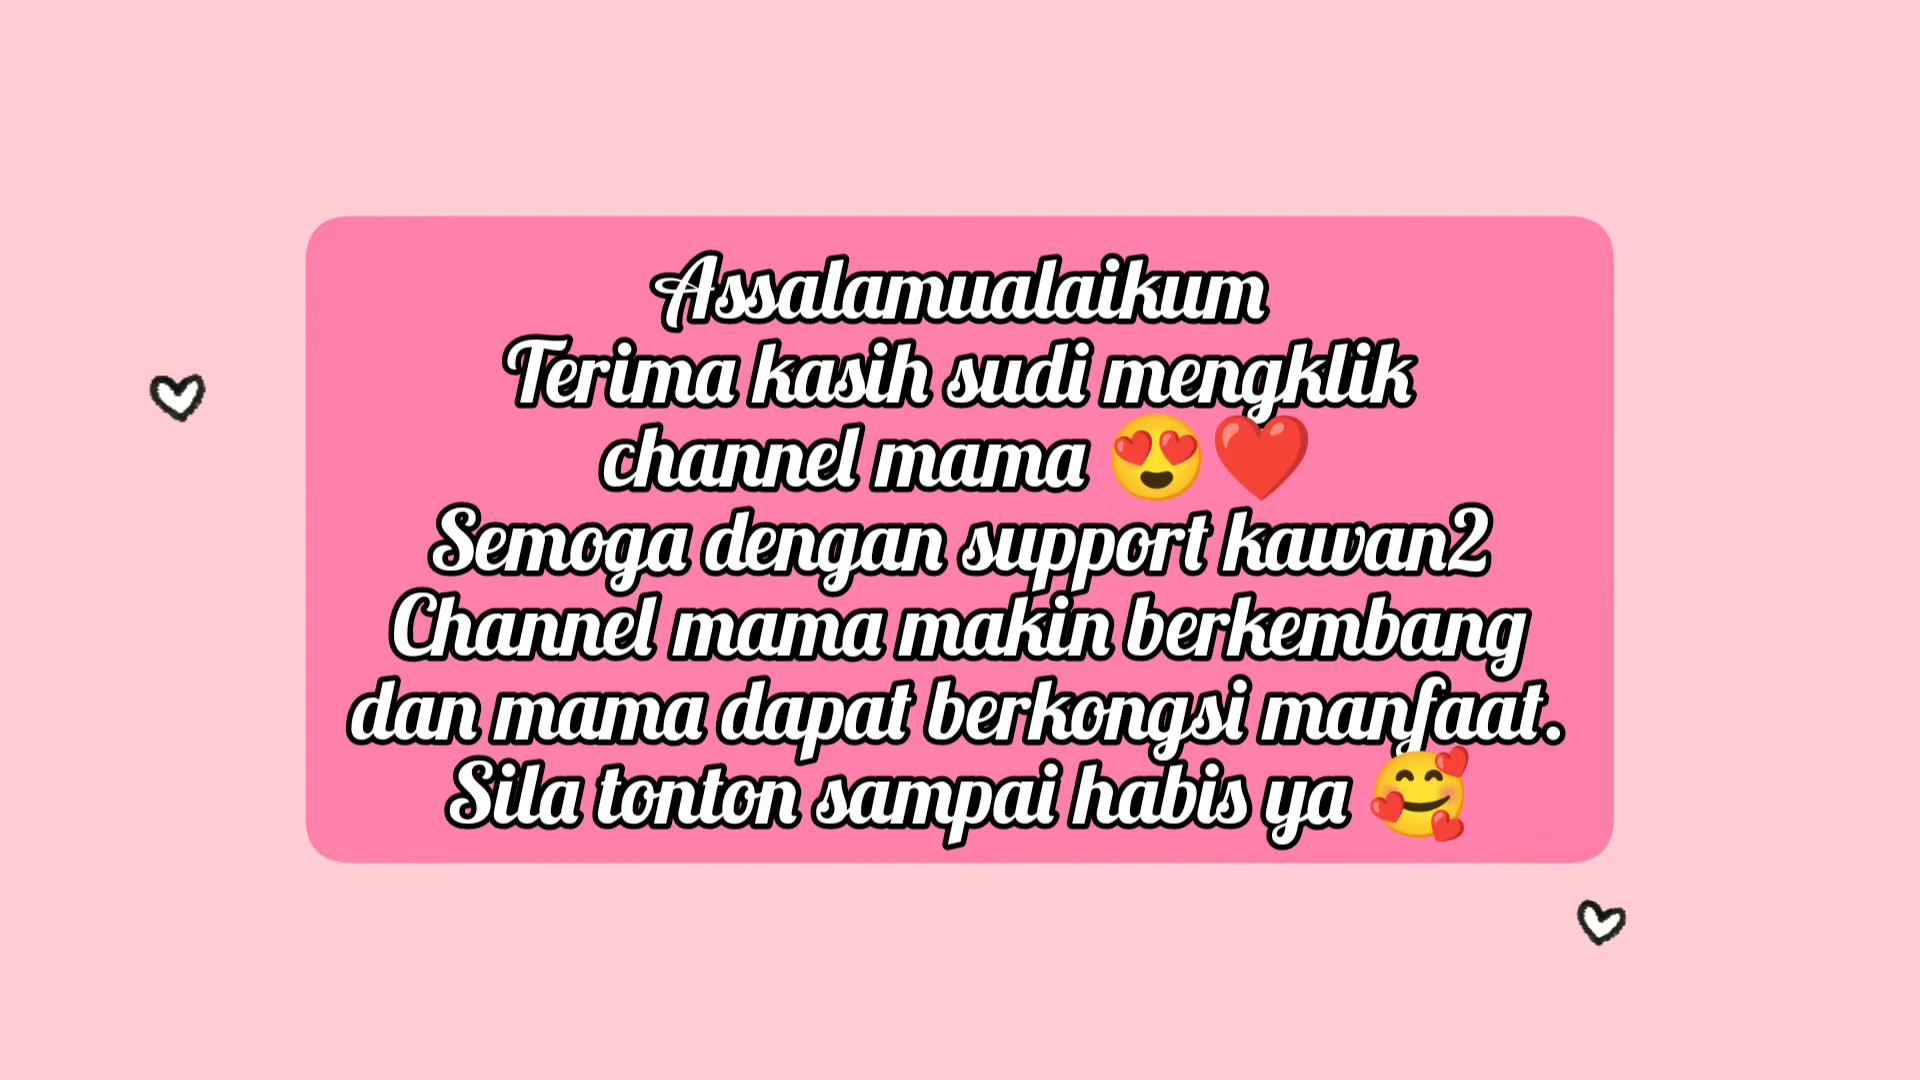 Assalamualaikum
Terima kasih sudi mengklik
channel mama 😍❤️
Semoga dengan support kawan2
Channel mama makin berkembang
dan mama dapat berkongsi manfaat.
Sila tonton sampai habis ya 🥰